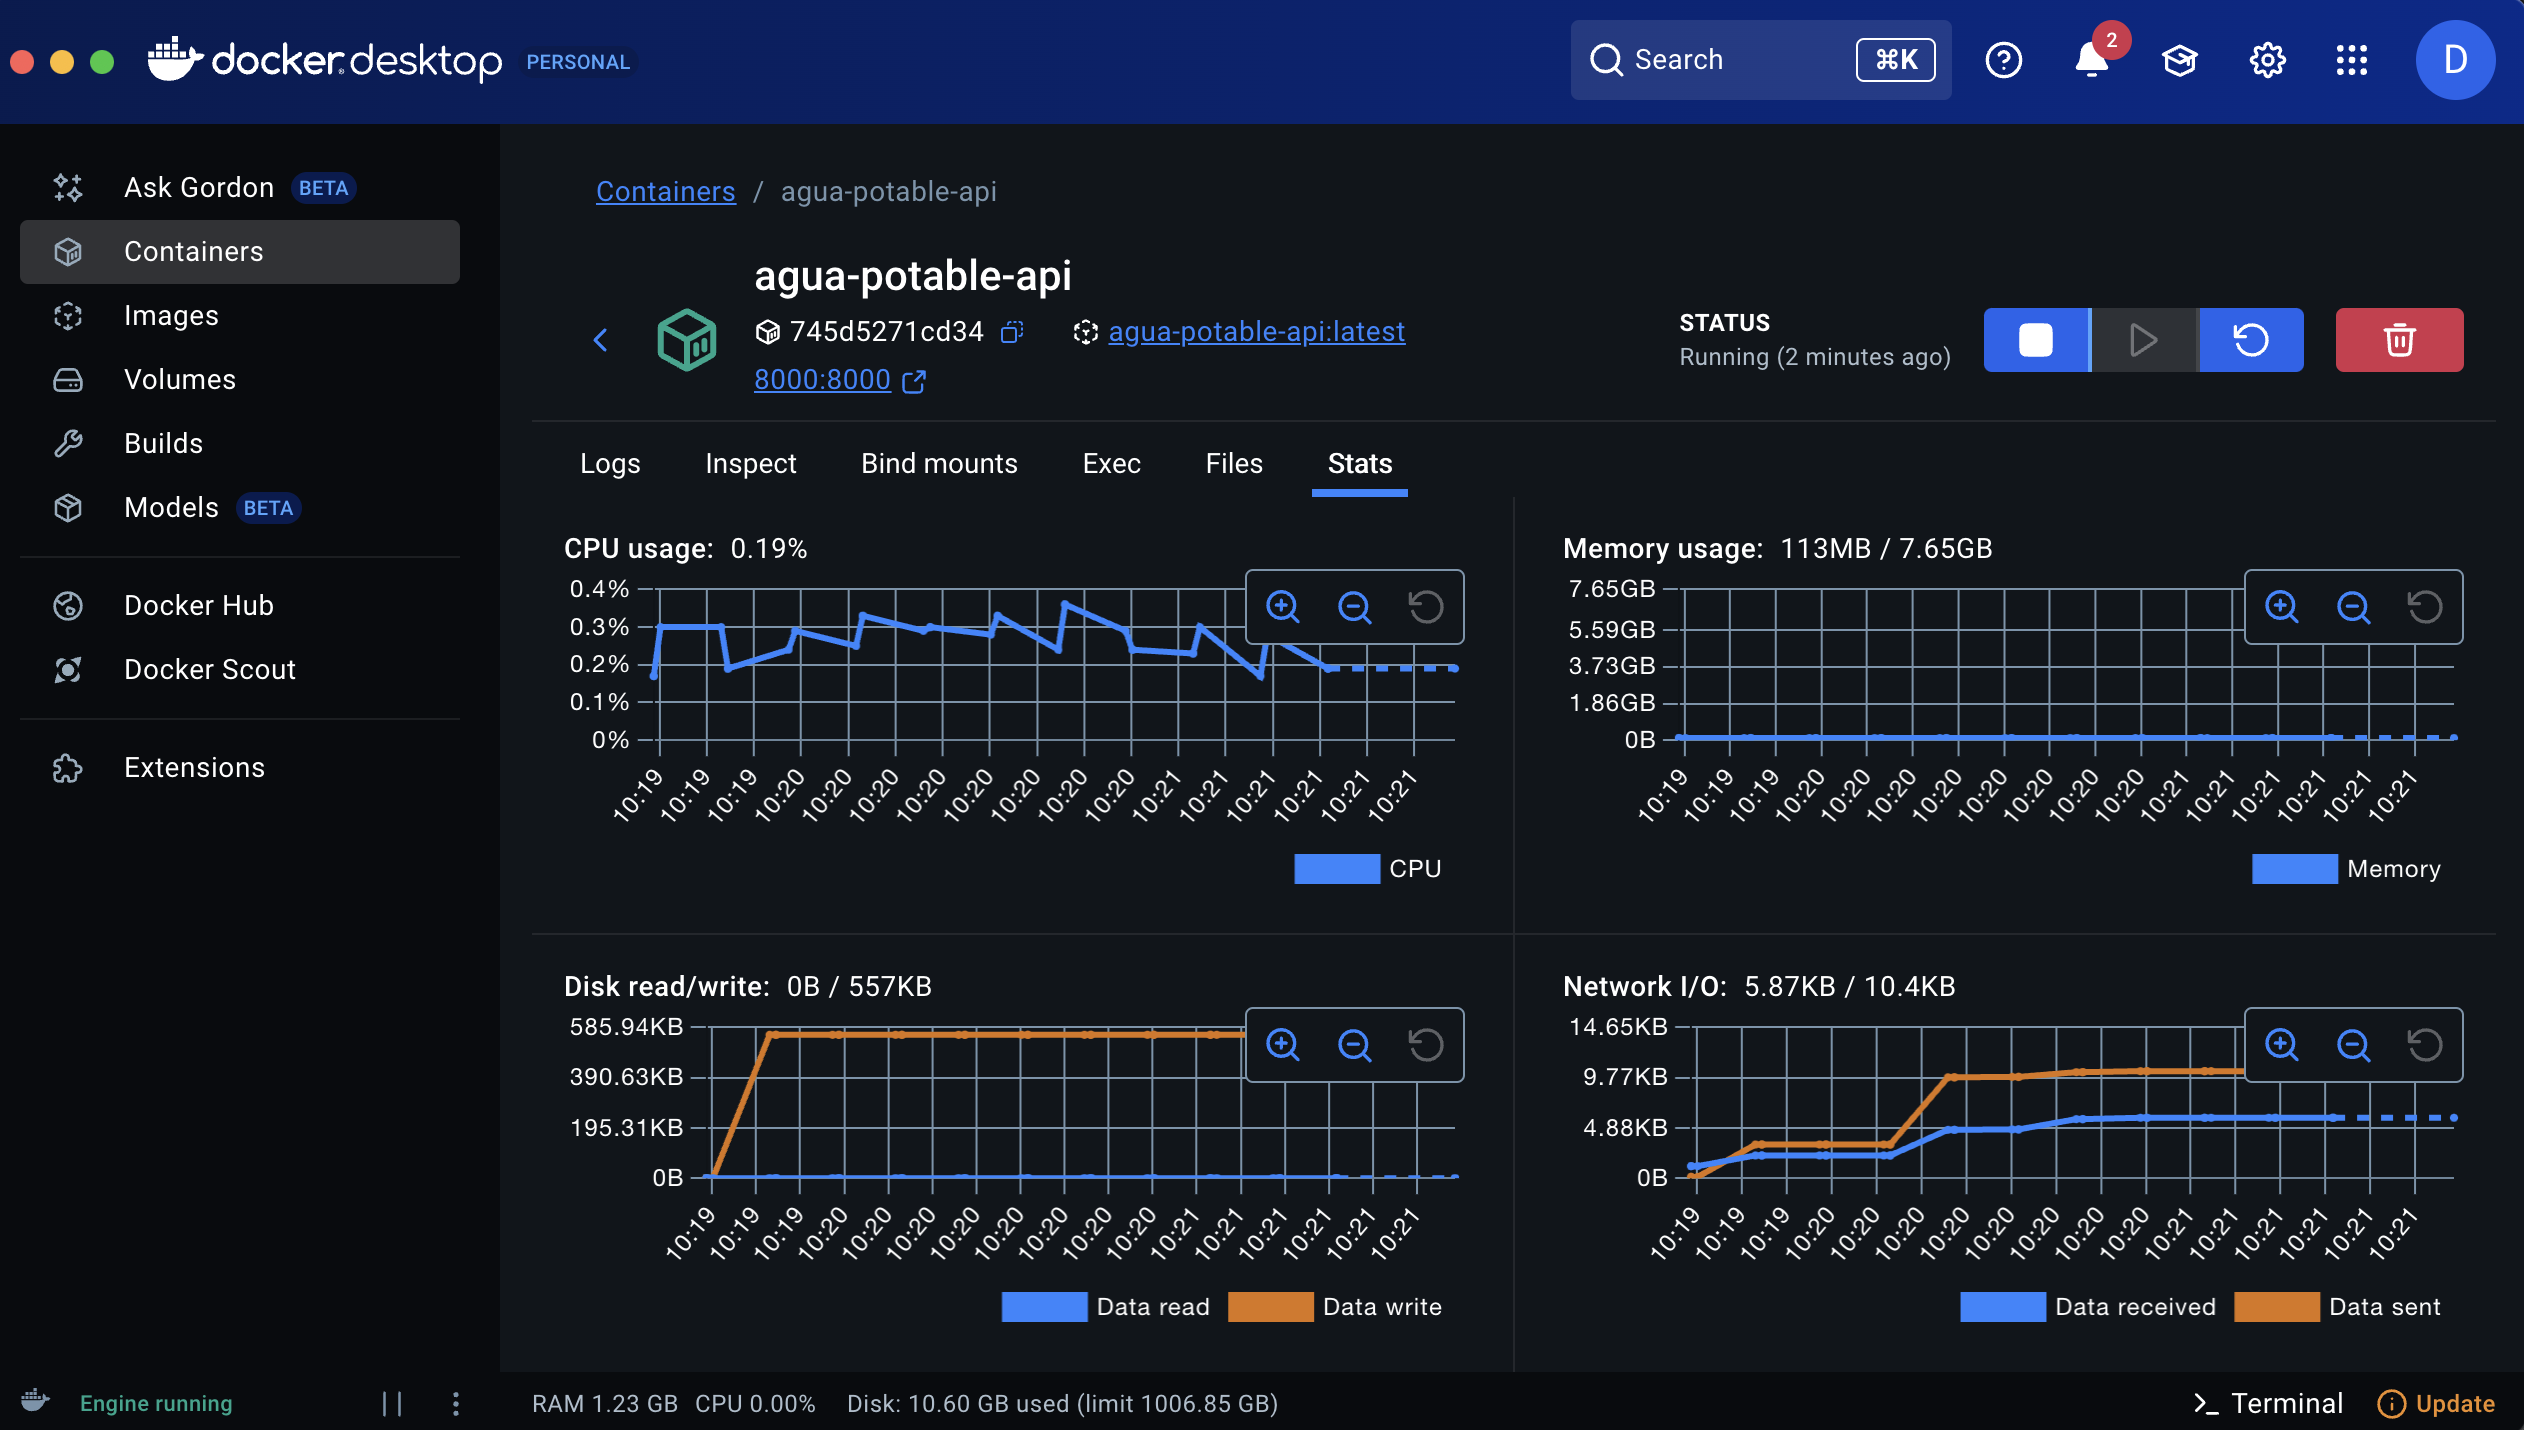 docker.desktop PERSONAL
Search ⌘K
2
D
Ask Gordon BETA
Containers
Images
Volumes
Builds
Models BETA
Docker Hub
Docker Scout
Extensions
Containers / agua-potable-api
agua-potable-api
745d5271cd34 agua-potable-api:latest
8000:8000
STATUS
Running (2 minutes ago)
Logs Inspect Bind mounts Exec Files Stats
CPU usage: 0.19%
0.4%
0.3%
0.2%
0.1%
0%
10:19 10:19 10:19 10:20 10:20 10:20 10:20 10:20 10:20 10:20 10:20 10:21 10:21 10:21 10:21 10:21 10:21
CPU
Memory usage: 113MB / 7.65GB
7.65GB
5.59GB
3.73GB
1.86GB
0B
10:19 10:19 10:19 10:20 10:20 10:20 10:20 10:20 10:20 10:20 10:20 10:21 10:21 10:21 10:21 10:21 10:21
Memory
Disk read/write: 0B / 557KB
585.94KB
390.63KB
195.31KB
0B
10:19 10:19 10:19 10:20 10:20 10:20 10:20 10:20 10:20 10:20 10:20 10:21 10:21 10:21 10:21 10:21 10:21
Data read Data write
Network I/O: 5.87KB / 10.4KB
14.65KB
9.77KB
4.88KB
0B
10:19 10:19 10:19 10:20 10:20 10:20 10:20 10:20 10:20 10:20 10:20 10:21 10:21 10:21 10:21 10:21 10:21
Data received Data sent
Engine running
RAM 1.23 GB CPU 0.00% Disk: 10.60 GB used (limit 1006.85 GB)
Terminal
Update